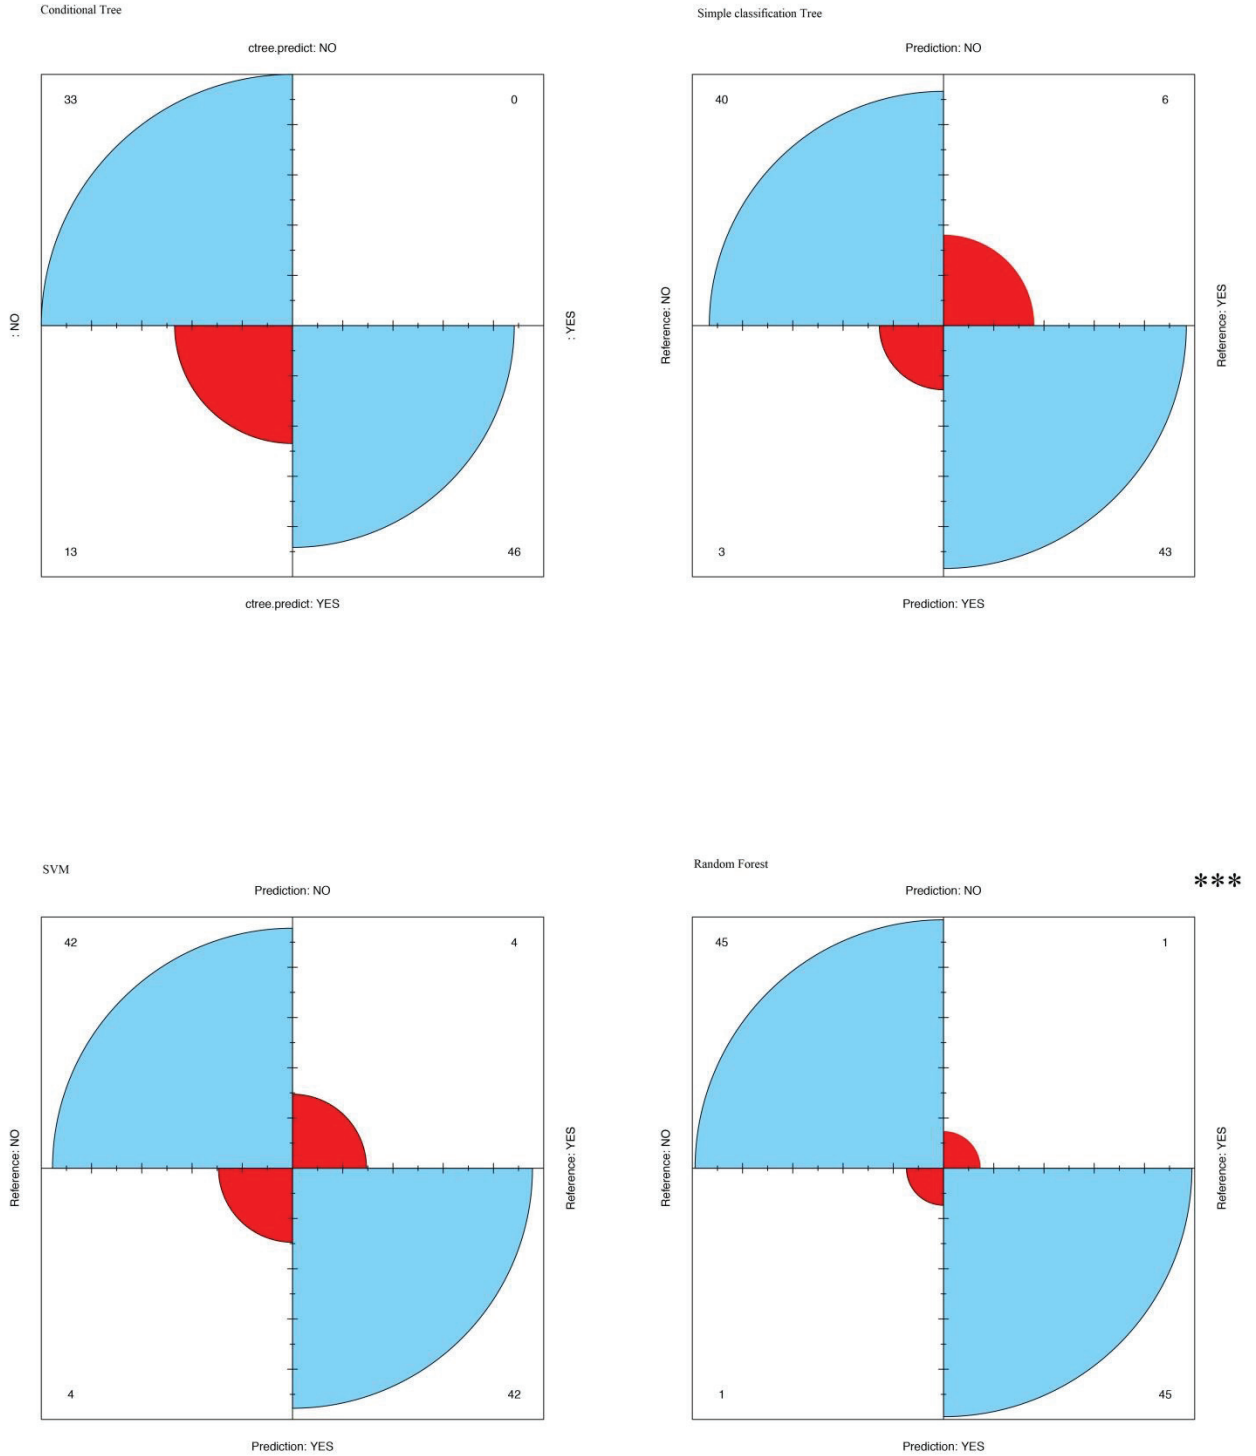 Conditional Tree
ctree.predict: NO
33
0
: NO
: YES
13
46
ctree.predict: YES
Simple classification Tree
Prediction: NO
40
6
Reference: NO
Reference: YES
3
43
Prediction: YES
SVM
Prediction: NO
42
4
Reference: NO
Reference: YES
4
42
Prediction: YES
Random Forest
***
Prediction: NO
45
1
Reference: NO
Reference: YES
1
45
Prediction: YES